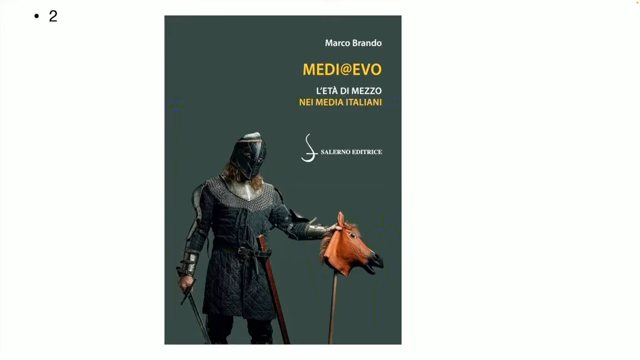 • 2
Marco Brando
MEDI@EVO
L'ETÀ DI MEZZO
NEI MEDIA ITALIANI
SALERNO EDITRICE